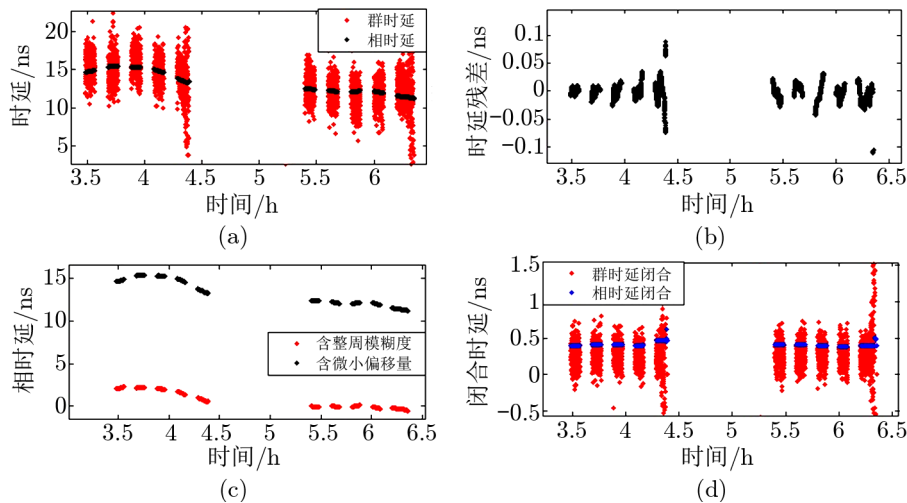 20
15
10
5
时延/ns
群时延
相时延
3.5 4 4.5 5 5.5 6 6.5
时间/h
(a)
0.1
0.05
0
−0.05
−0.1
时延残差/ns
3.5 4 4.5 5 5.5 6 6.5
时间/h
(b)
15
10
5
0
相时延/ns
含整周模糊度
含微小偏移量
3.5 4 4.5 5 5.5 6 6.5
时间/h
(c)
1.5
1.0
0.5
0
−0.5
闭合时延/ns
群时延闭合
相时延闭合
3.5 4 4.5 5 5.5 6 6.5
时间/h
(d)